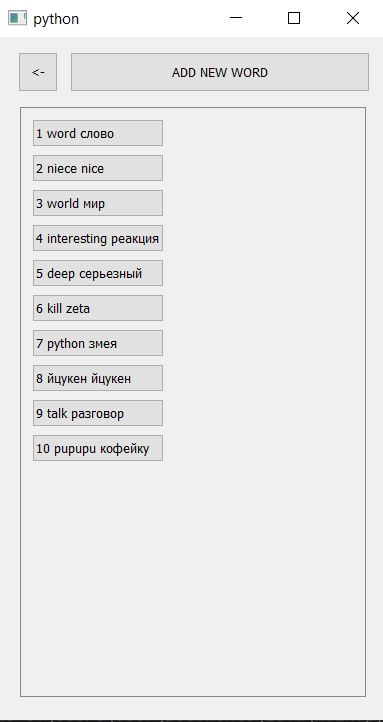 python
<- ADD NEW WORD
1 word слово
2 niece nice
3 world мир
4 interesting реакция
5 deep серьезный
6 kill zeta
7 python змея
8 йцукен йцукен
9 talk разговор
10 pupupu кофейку